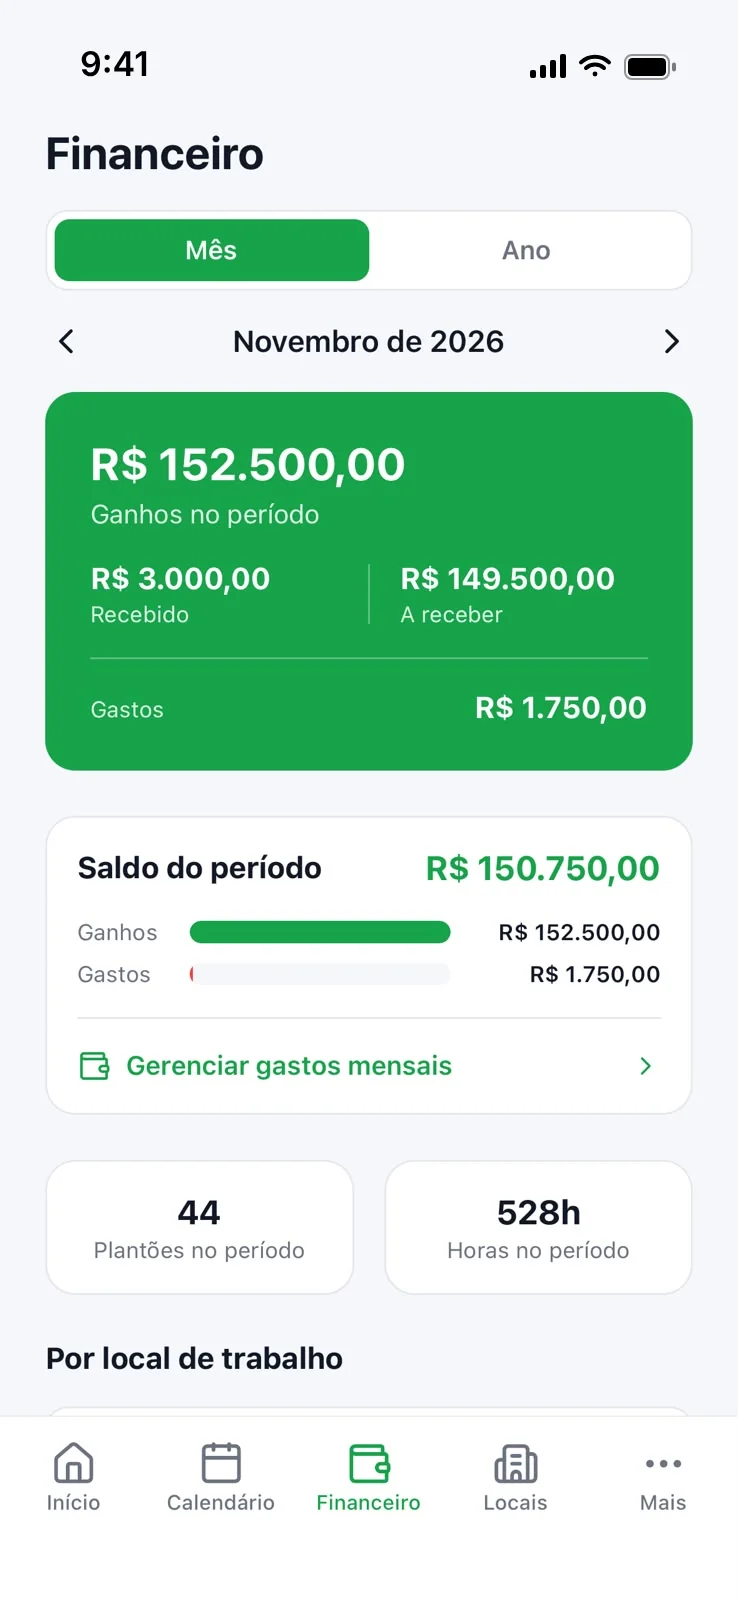 9:41
Financeiro
Mês Ano
Novembro de 2026
R$ 152.500,00
Ganhos no período
R$ 3.000,00 R$ 149.500,00
Recebido A receber
Gastos R$ 1.750,00
Saldo do período R$ 150.750,00
Ganhos R$ 152.500,00
Gastos R$ 1.750,00
Gerenciar gastos mensais
44 528h
Plantões no período Horas no período
Por local de trabalho
Início Calendário Financeiro Locais Mais